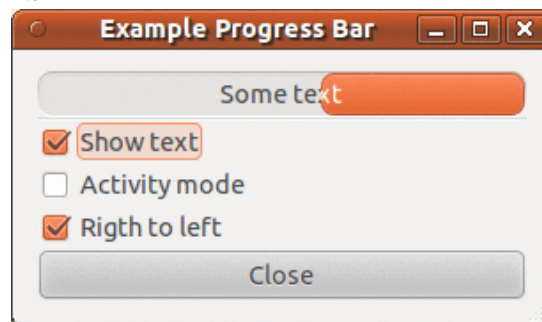 Example Progress Bar
Some text
Show text
Activity mode
Rigth to left
Close